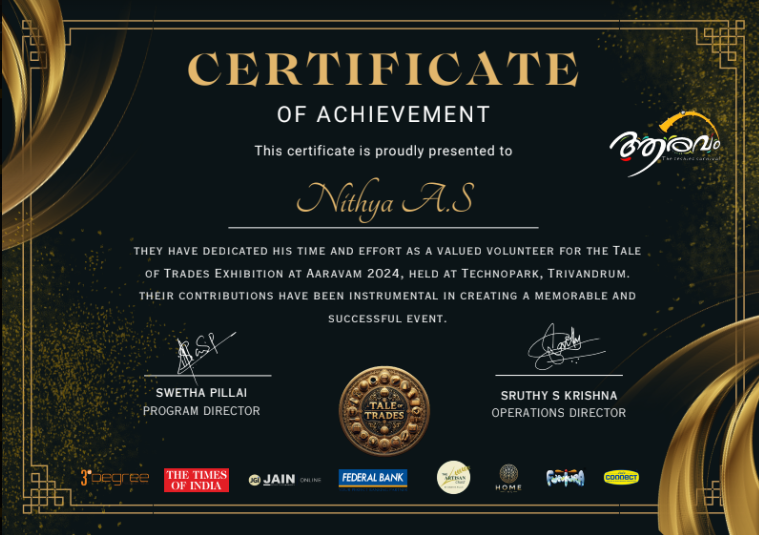 CERTIFICATE
OF ACHIEVEMENT
This certificate is proudly presented to
ആരവം
Nithya A.S
THEY HAVE DEDICATED HIS TIME AND EFFORT AS A VALUED VOLUNTEER FOR THE TALE
OF TRADES EXHIBITION AT AARAVAM 2024, HELD AT TECHNOPARK, TRIVANDRUM.
THEIR CONTRIBUTIONS HAVE BEEN INSTRUMENTAL IN CREATING A MEMORABLE AND
SUCCESSFUL EVENT.
SWETHA PILLAI
PROGRAM DIRECTOR
TALE OF
TRADES
SRUTHY S KRISHNA
OPERATIONS DIRECTOR
3°degree
THE TIMES
OF INDIA
JGI JAIN ONLINE
FEDERAL BANK
THE
ARTISAN
HOME
CONNECT